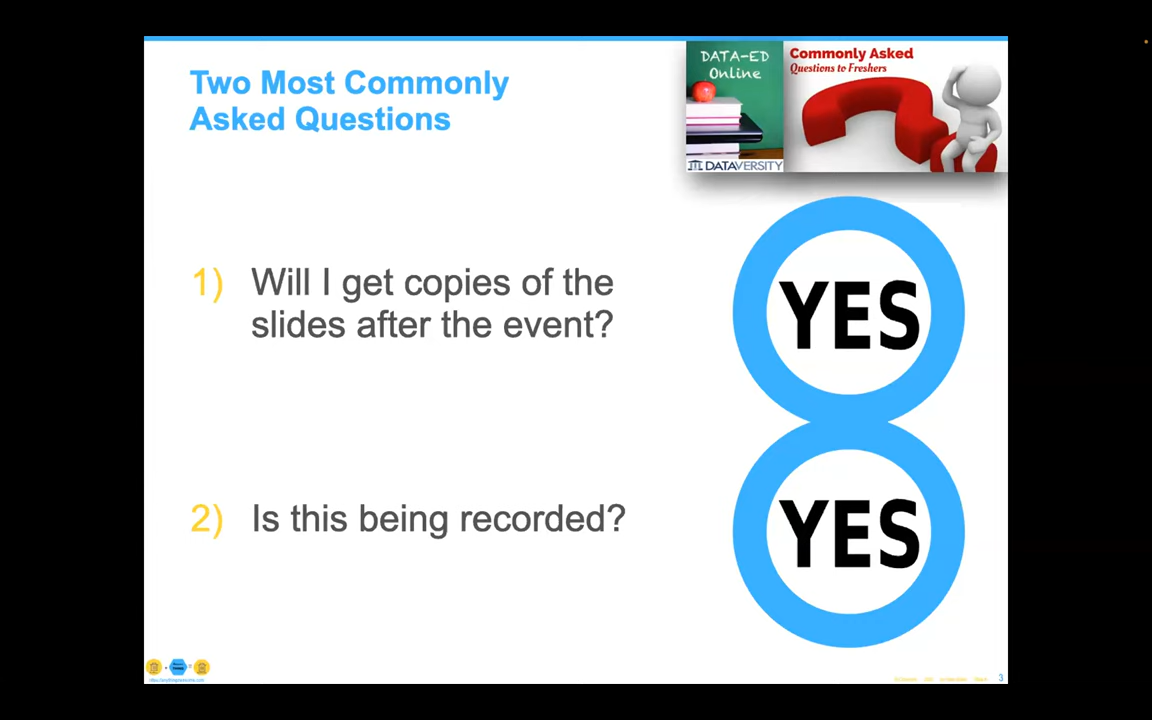 Two Most Commonly
Asked Questions
DATA-ED
Online
DATAVERSITY
Commonly Asked
Questions to Freshers
1) Will I get copies of the
slides after the event?
YES
2) Is this being recorded?
YES
3